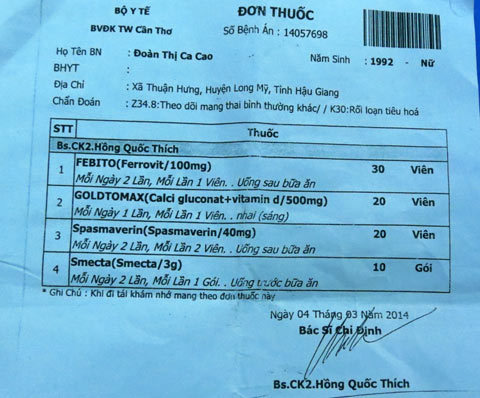 BỘ Y TẾ
BVĐK TW Cần Thơ
ĐƠN THUỐC
Số Bệnh Án : 14057698
Họ Tên BN : Đoàn Thị Ca Cao
Năm Sinh : 1992 - Nữ
BHYT :
Địa Chỉ : Xã Thuận Hưng, Huyện Long Mỹ, Tỉnh Hậu Giang
Chẩn Đoán : Z34.8:Theo dõi mang thai bình thường khác/ / K30:Rối loạn tiêu hoá
STT Thuốc
Bs.CK2.Hồng Quốc Thích
1 FEBITO(Ferrovit/100mg) 30 Viên
Mỗi Ngày 2 Lần, Mỗi Lần 1 Viên. . Uống sau bữa ăn
2 GOLDTOMAX(Calci gluconat+vitamin d/500mg) 20 Viên
Mỗi Ngày 1 Lần, Mỗi Lần 1 Viên. . nhai (sáng)
3 Spasmaverin(Spasmaverin/40mg) 20 Viên
Mỗi Ngày 2 Lần, Mỗi Lần 2 Viên. . Uống sau bữa ăn
4 Smecta(Smecta/3g) 10 Gói
Mỗi Ngày 2 Lần, Mỗi Lần 1 Gói. . Uống trước bữa ăn
* Ghi Chú : Khi đi tái khám nhớ mang theo đơn thuốc này
Ngày 04 Tháng 03 Năm 2014
Bác Sĩ Chỉ Định
Bs.CK2.Hồng Quốc Thích